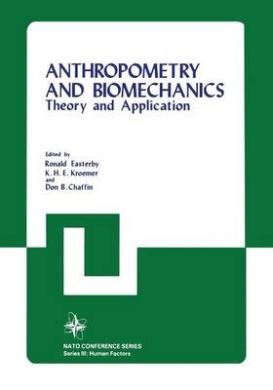 ANTHROPOMETRY
AND BIOMECHANICS
Theory and Application
Edited by
Ronald Easterby
K. H. E. Kroemer
and
Don B. Chaffin
NATO CONFERENCE SERIES
Series III: Human Factors